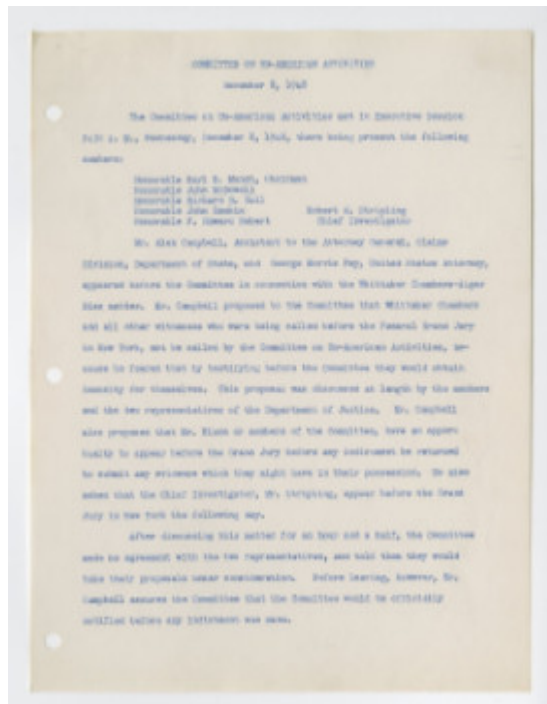 COMMITTEE ON UN-AMERICAN ACTIVITIES
December 8, 1948
The Committee on Un-American Activities met in Executive Session
P.M., Wednesday, December 8, 1948, there being present the following
members:
Honorable Karl E. Mundt, Chairman
Honorable John McDowell
Honorable Richard M. Nixon
Honorable John Rankin Robert E. Stripling
Honorable F. Edward Hebert Chief Investigator
Mr. Alex Campbell, Assistant to the Attorney General,
Division, Department of State, and George Morris Fay, United States Attorney,
appeared before the Committee in connection with the Whittaker Chambers-Alger
Hiss matter. Mr. Campbell proposed to the Committee that Whittaker Chambers
and all other witnesses who were being called before the Federal Grand Jury
in New York, not be called by the Committee on Un-American Activities, be-
cause he feared that by testifying before the Committee they would obtain
immunity for themselves. This proposal was discussed at length by the members
and the two representatives of the Department of Justice. Mr. Campbell
also proposed that Mr. or members of the Committee, have an oppor-
tunity to appear before the Grand Jury before any indictment be returned
to submit any evidence which they might have in their possession. He also
asked that the Chief Investigator, Mr. Stripling, appear before the Grand
Jury in New York the following day.
After discussing this matter for an hour and a half, the Committee
made no agreement with the two representatives, and told them they would
take their proposals under consideration. Before leaving, however, Mr.
Campbell assured the Committee that the Committee would be officially
notified before any indictment was made.